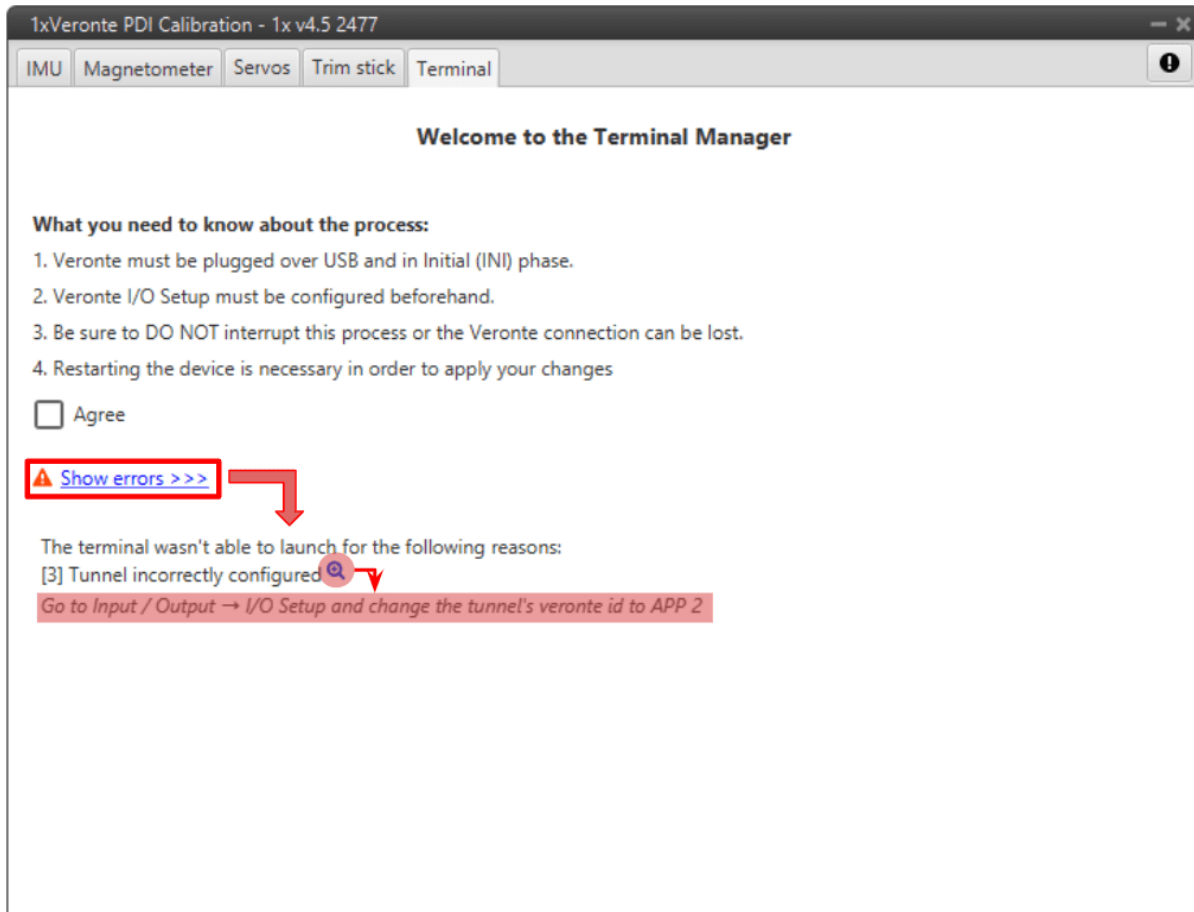 1xVeronte PDI Calibration - 1x v4.5 2477
IMU Magnetometer Servos Trim stick Terminal
Welcome to the Terminal Manager
What you need to know about the process:
1. Veronte must be plugged over USB and in Initial (INI) phase.
2. Veronte I/O Setup must be configured beforehand.
3. Be sure to DO NOT interrupt this process or the Veronte connection can be lost.
4. Restarting the device is necessary in order to apply your changes
Agree
Show errors >>>
The terminal wasn't able to launch for the following reasons:
[3] Tunnel incorrectly configured
Go to Input / Output → I/O Setup and change the tunnel's veronte id to APP 2